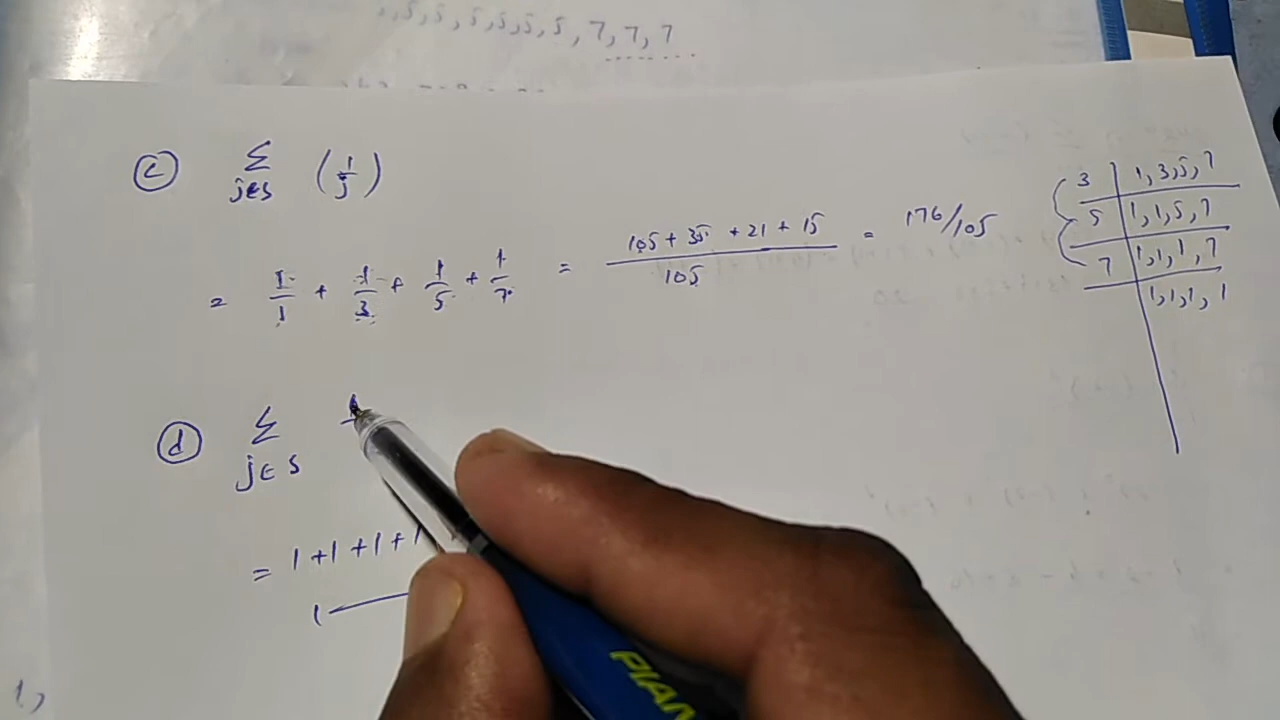 5, 5, 5, 5, 5, 5, 7, 7, 7
(c) Σ j∈S (1/j)
= 1/1 + 1/3 + 1/5 + 1/7 = (105 + 35 + 21 + 15)/105 = 176/105
3 | 1, 3, 5, 7
5 | 1, 1, 5, 7
7 | 1, 1, 1, 7
1, 1, 1, 1
(d) Σ j∈S 1
= 1 + 1 + 1 + 1
PIAN
1,